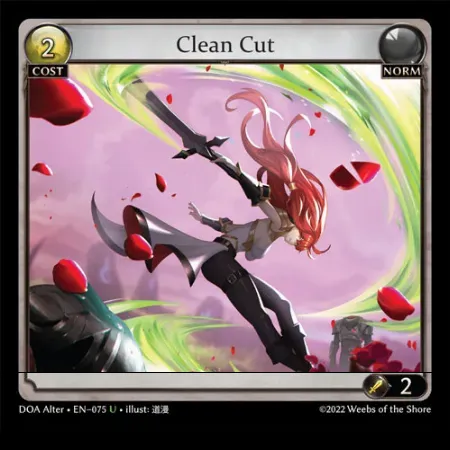 2
Clean Cut
COST
NORM
2
DOA Alter • EN-075 U • illust: 道漫
©2022 Weebs of the Shore